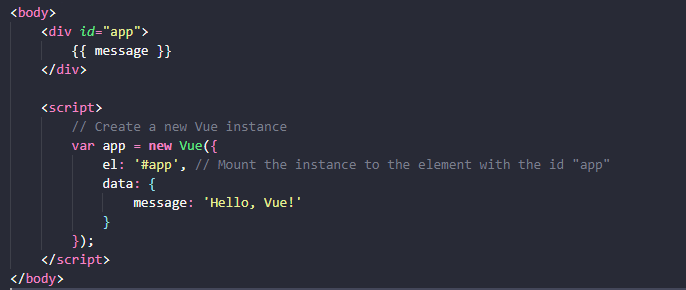 <body>
    <div id="app">
        {{ message }}
    </div>

    <script>
        // Create a new Vue instance
        var app = new Vue({
            el: '#app', // Mount the instance to the element with the id "app"
            data: {
                message: 'Hello, Vue!'
            }
        });
    </script>
</body>